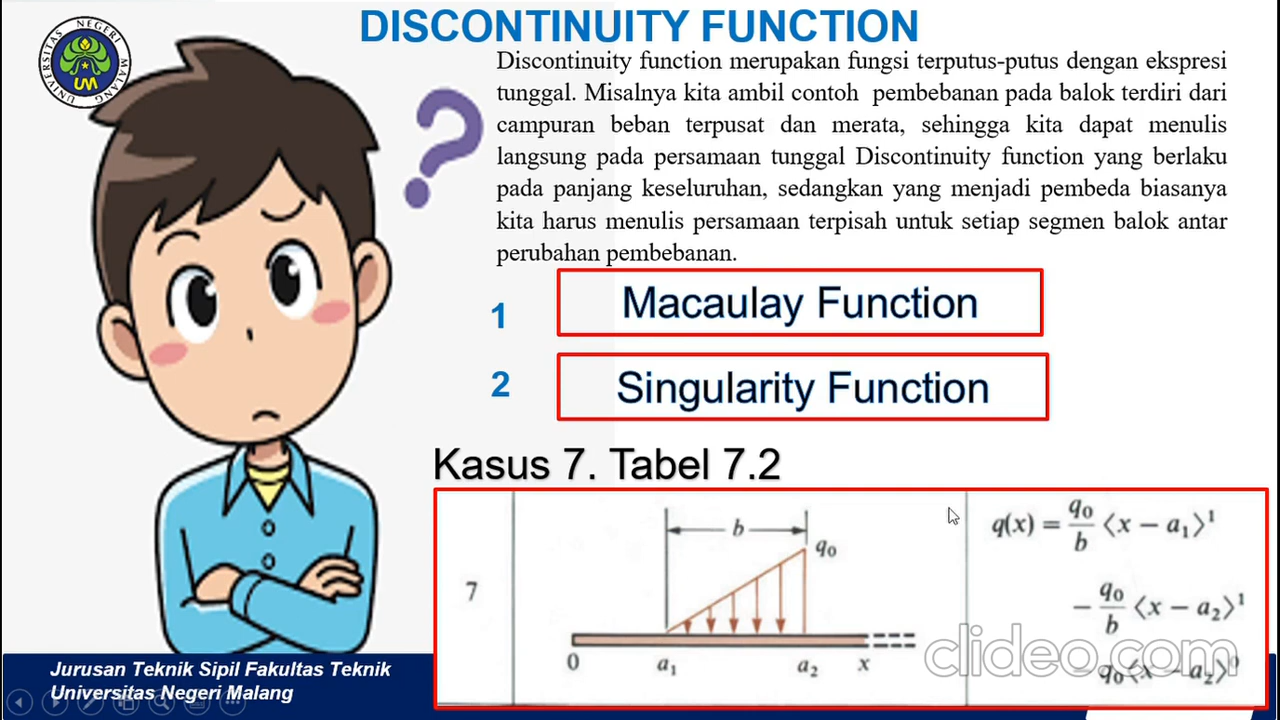 DISCONTINUITY FUNCTION
UNIVERSITAS NEGERI MALANG
UM
Discontinuity function merupakan fungsi terputus-putus dengan ekspresi
tunggal. Misalnya kita ambil contoh pembebanan pada balok terdiri dari
campuran beban terpusat dan merata, sehingga kita dapat menulis
langsung pada persamaan tunggal Discontinuity function yang berlaku
pada panjang keseluruhan, sedangkan yang menjadi pembeda biasanya
kita harus menulis persamaan terpisah untuk setiap segmen balok antar
perubahan pembebanan.
1 Macaulay Function
2 Singularity Function
Kasus 7. Tabel 7.2
7
b
q₀
0 a₁ a₂ x
q(x) = q₀/b ⟨x − a₁⟩¹
− q₀/b ⟨x − a₂⟩¹
− q₀⟨x − a₂⟩⁰
clideo.com
Jurusan Teknik Sipil Fakultas Teknik
Universitas Negeri Malang